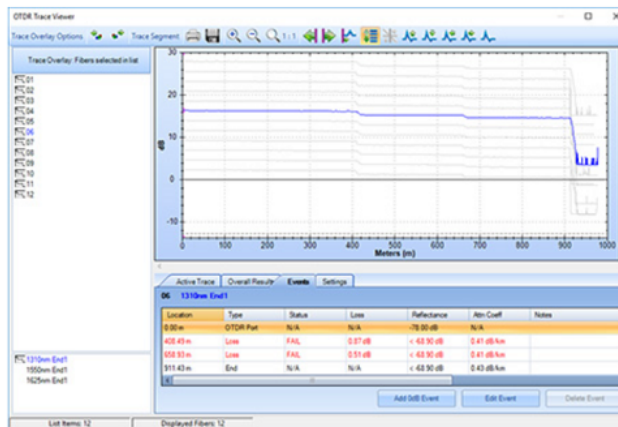 OTDR Trace Viewer
Trace Overlay Options Trace Segment 1:1
Trace Overlay: Fibers selected in list
01
02
03
04
05
06
07
08
09
10
11
12
1310nm End1
1550nm End1
1625nm End1
dB
30
20
10
0
-10
0 100 200 300 400 500 600 700 800 900 1000
Meters (m)
Active Trace Overall Results Events Settings
06 1310nm End1
Location Type Status Loss Reflectance Attn Coeff Notes
0.00 m OTDR Port N/A N/A -78.00 dB N/A
408.49 m Loss FAIL 0.87 dB < -68.90 dB 0.41 dB/km
658.93 m Loss FAIL 0.51 dB < -68.90 dB 0.41 dB/km
911.43 m End N/A N/A < -68.90 dB 0.43 dB/km
Add 0dB Event Edit Event Delete Event
List Items: 12 Displayed Fibers: 12